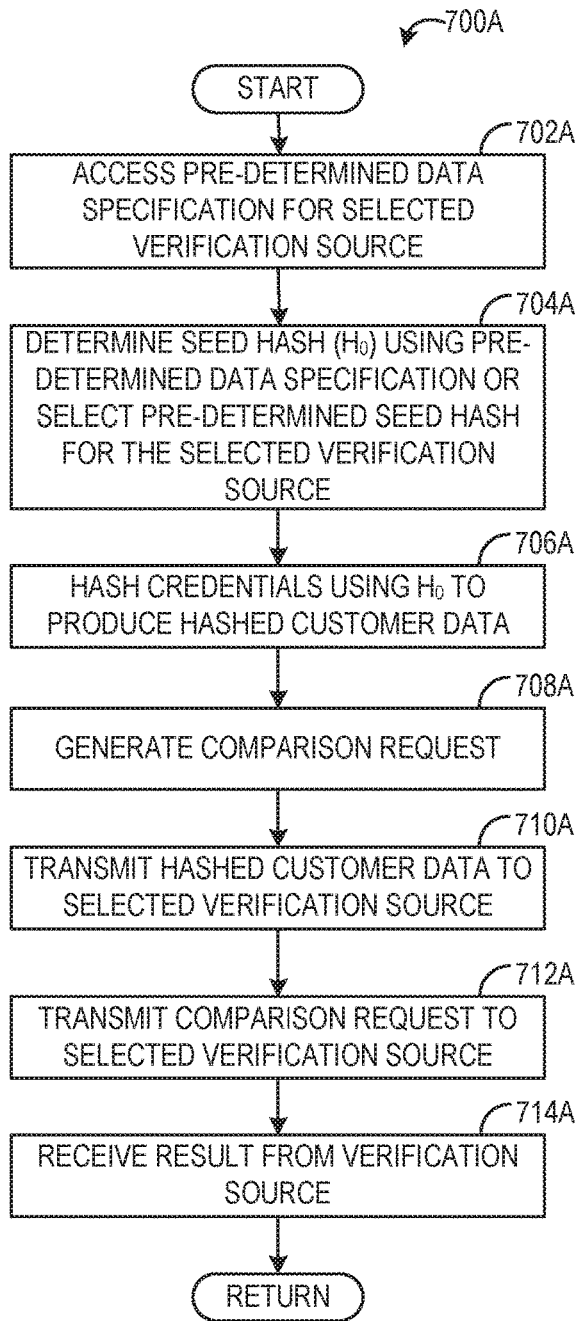 700A
START
702A
ACCESS PRE-DETERMINED DATA
SPECIFICATION FOR SELECTED
VERIFICATION SOURCE
704A
DETERMINE SEED HASH (H₀) USING PRE-
DETERMINED DATA SPECIFICATION OR
SELECT PRE-DETERMINED SEED HASH
FOR THE SELECTED VERIFICATION
SOURCE
706A
HASH CREDENTIALS USING H₀ TO
PRODUCE HASHED CUSTOMER DATA
708A
GENERATE COMPARISON REQUEST
710A
TRANSMIT HASHED CUSTOMER DATA TO
SELECTED VERIFICATION SOURCE
712A
TRANSMIT COMPARISON REQUEST TO
SELECTED VERIFICATION SOURCE
714A
RECEIVE RESULT FROM VERIFICATION
SOURCE
RETURN